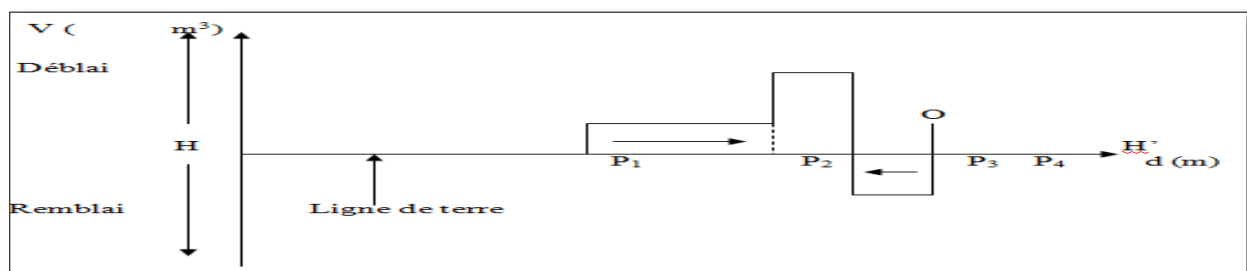 V ( m³)
Déblai
O
H
H'
P₁ P₂ P₃ P₄ d (m)
Remblai
Ligne de terre